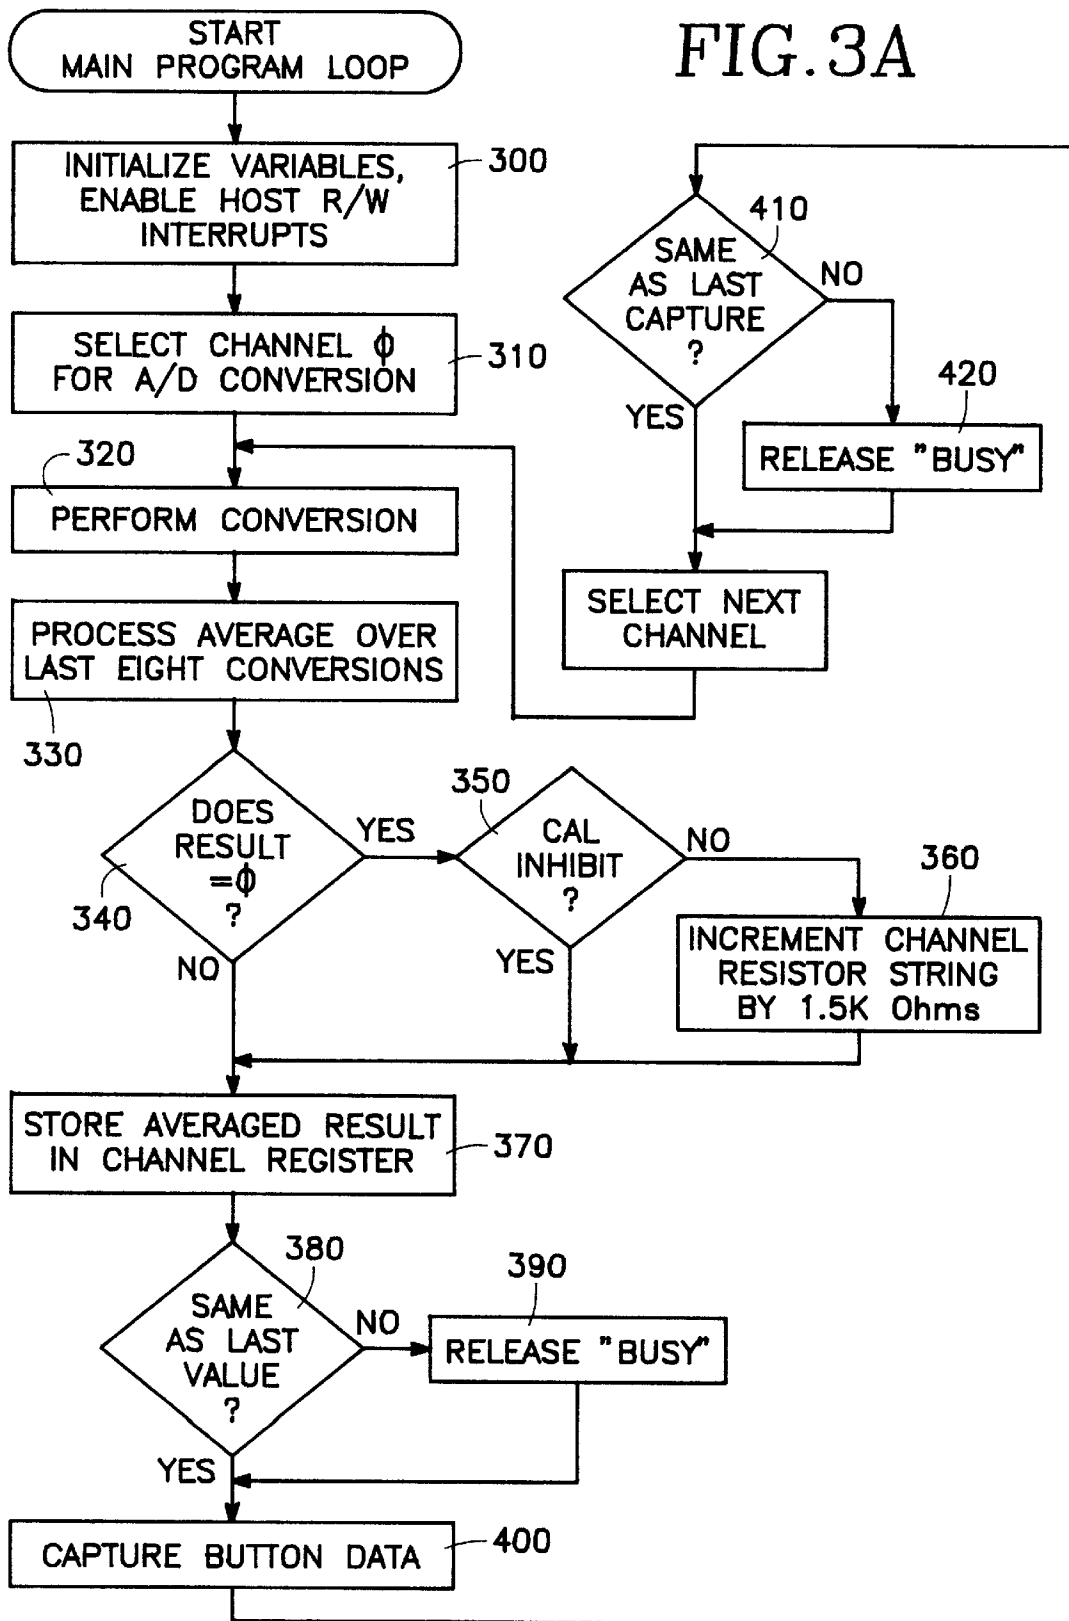 START
MAIN PROGRAM LOOP
FIG.3A
INITIALIZE VARIABLES,
ENABLE HOST R/W
INTERRUPTS
300
SELECT CHANNEL ϕ
FOR A/D CONVERSION
310
320
PERFORM CONVERSION
PROCESS AVERAGE OVER
LAST EIGHT CONVERSIONS
330
DOES
RESULT
=ϕ
?
340
YES
NO
350
CAL
INHIBIT
?
NO
YES
360
INCREMENT CHANNEL
RESISTOR STRING
BY 1.5K Ohms
STORE AVERAGED RESULT
IN CHANNEL REGISTER
370
380
SAME
AS LAST
VALUE
?
NO
YES
390
RELEASE "BUSY"
CAPTURE BUTTON DATA
400
410
SAME
AS LAST
CAPTURE
?
NO
YES
420
RELEASE "BUSY"
SELECT NEXT
CHANNEL